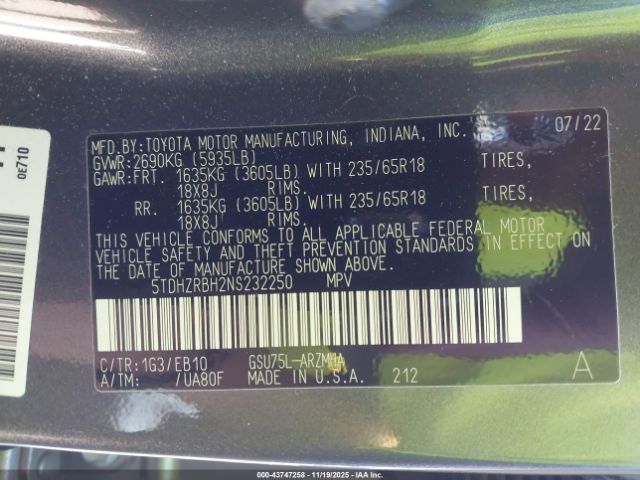 MFD.BY:TOYOTA MOTOR MANUFACTURING, INDIANA, INC. 07/22
GVWR:2690KG (5935LB)
GAWR:FRT. 1635KG (3605LB) WITH 235/65R18 TIRES,
18X8J RIMS.
RR. 1635KG (3605LB) WITH 235/65R18 TIRES,
18X8J RIMS.
THIS VEHICLE CONFORMS TO ALL APPLICABLE FEDERAL MOTOR
VEHICLE SAFETY AND THEFT PREVENTION STANDARDS IN EFFECT ON
THE DATE OF MANUFACTURE SHOWN ABOVE.
5TDHZRBH2NS232250 MPV
C/TR:1G3/EB10 GSU75L-ARZMHA
A/TM: /UA80F MADE IN U.S.A. 212 A
0E710
© IAA -- 43747258 -- 11/19/2025 -- IAA, LLC